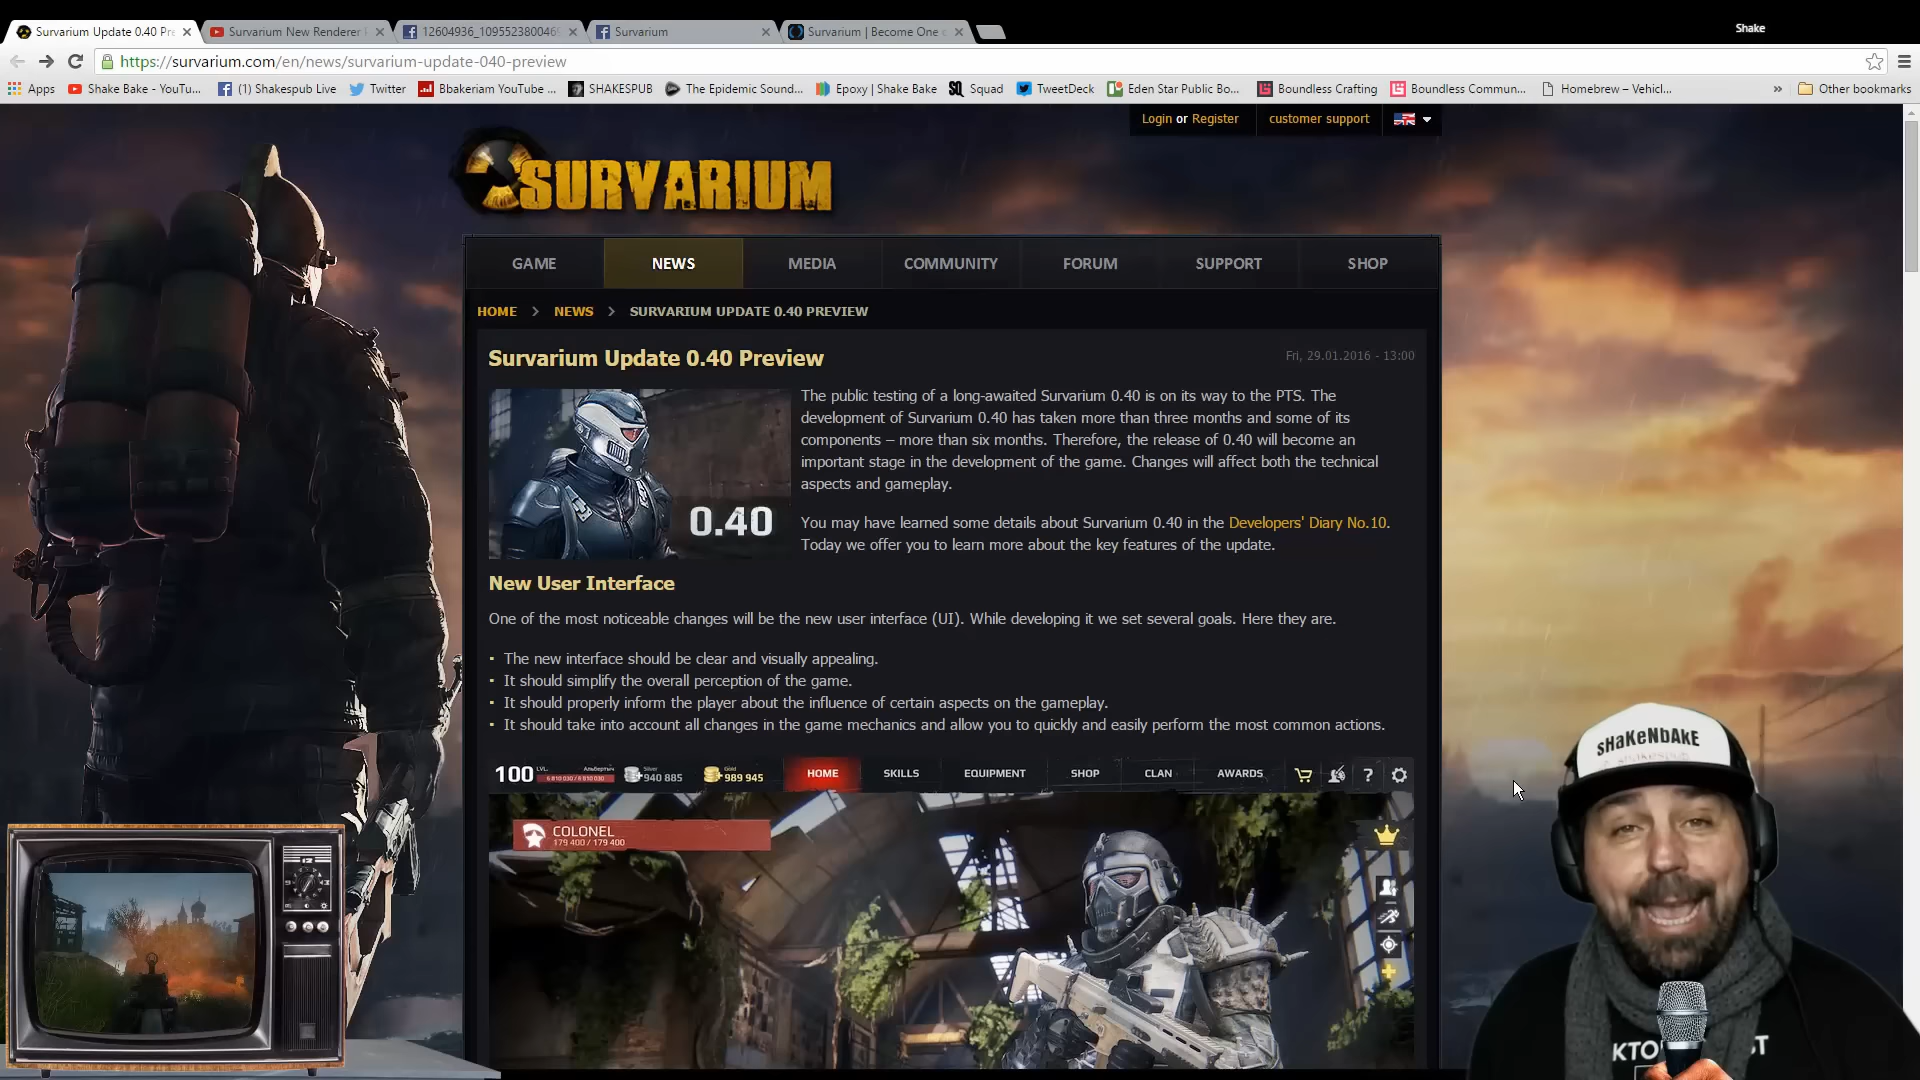 Survarium Update 0.40 Pre
Survarium New Renderer
12604936_1095523800469
Survarium
Survarium | Become One
Shake
https://survarium.com/en/news/survarium-update-040-preview
Apps
Shake Bake - YouTu...
(1) Shakespub Live
Twitter
Bbakeriam YouTube ...
SHAKESPUB
The Epidemic Sound...
Epoxy | Shake Bake
Squad
TweetDeck
Eden Star Public Bo...
Boundless Crafting
Boundless Commun...
Homebrew – Vehicl...
» Other bookmarks
Login or Register
customer support
SURVARIUM
GAME NEWS MEDIA COMMUNITY FORUM SUPPORT SHOP
HOME > NEWS > SURVARIUM UPDATE 0.40 PREVIEW
Survarium Update 0.40 Preview
Fri, 29.01.2016 - 13:00
0.40
The public testing of a long-awaited Survarium 0.40 is on its way to the PTS. The
development of Survarium 0.40 has taken more than three months and some of its
components – more than six months. Therefore, the release of 0.40 will become an
important stage in the development of the game. Changes will affect both the technical
aspects and gameplay.
You may have learned some details about Survarium 0.40 in the Developers' Diary No.10.
Today we offer you to learn more about the key features of the update.
New User Interface
One of the most noticeable changes will be the new user interface (UI). While developing it we set several goals. Here they are.
▪ The new interface should be clear and visually appealing.
▪ It should simplify the overall perception of the game.
▪ It should properly inform the player about the influence of certain aspects on the gameplay.
▪ It should take into account all changes in the game mechanics and allow you to quickly and easily perform the most common actions.
100 LVL. Альбертыч
6 810 030 / 6 810 030
Silver
940 885
Gold
989 945
HOME SKILLS EQUIPMENT SHOP CLAN AWARDS ?
COLONEL
179 400 / 179 400
sHaKeNbAkE
12
KTO ST